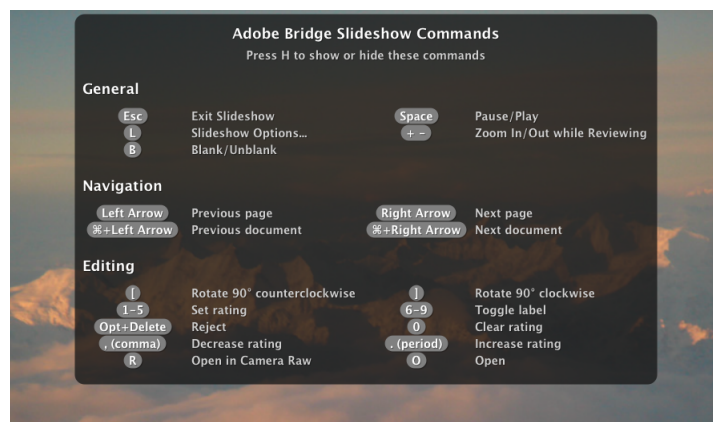 Adobe Bridge Slideshow Commands
Press H to show or hide these commands
General
Esc Exit Slideshow Space Pause/Play
L Slideshow Options... + - Zoom In/Out while Reviewing
B Blank/Unblank
Navigation
Left Arrow Previous page Right Arrow Next page
⌘+Left Arrow Previous document ⌘+Right Arrow Next document
Editing
[ Rotate 90° counterclockwise ] Rotate 90° clockwise
1-5 Set rating 6-9 Toggle label
Opt+Delete Reject 0 Clear rating
, (comma) Decrease rating . (period) Increase rating
R Open in Camera Raw O Open